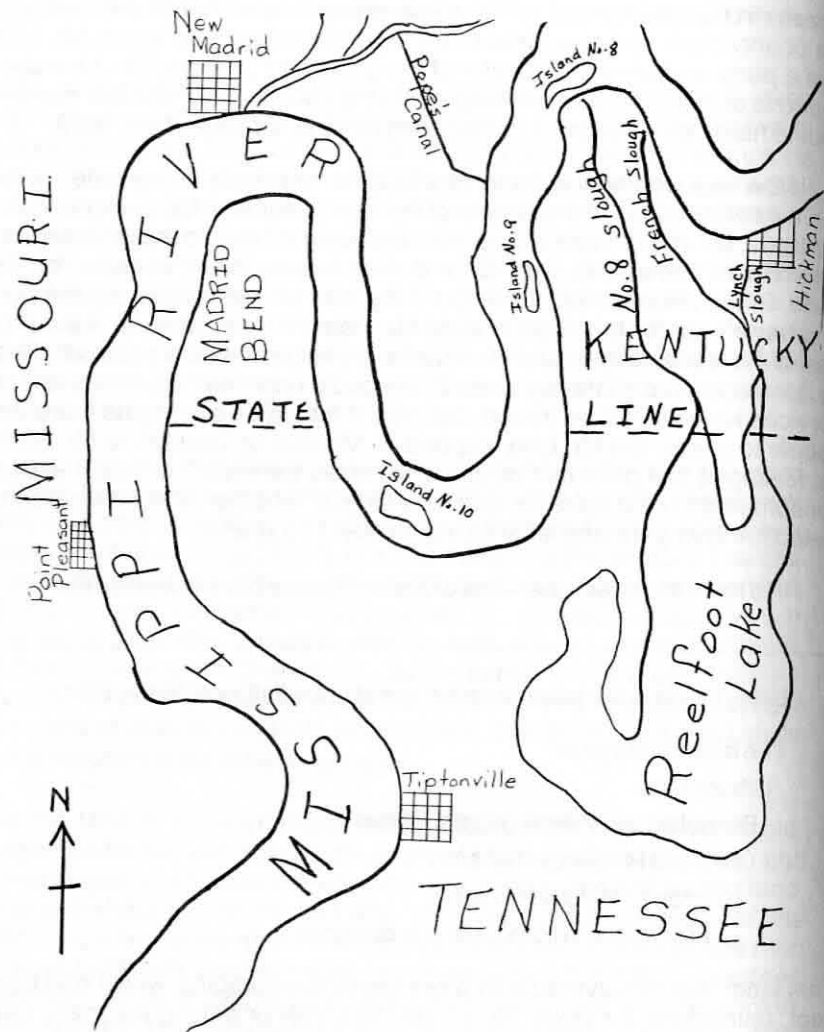 New
Madrid
Pope's
Canal
Island No. 8
No. 8 Slough
French Slough
Island No. 9
Lynch
Slough
Hickman
MISSOURI
MISSISSIPPI RIVER
MADRID
BEND
KENTUCKY
STATE LINE
Island No. 10
Point
Pleasant
Reelfoot
Lake
Tiptonville
N
TENNESSEE